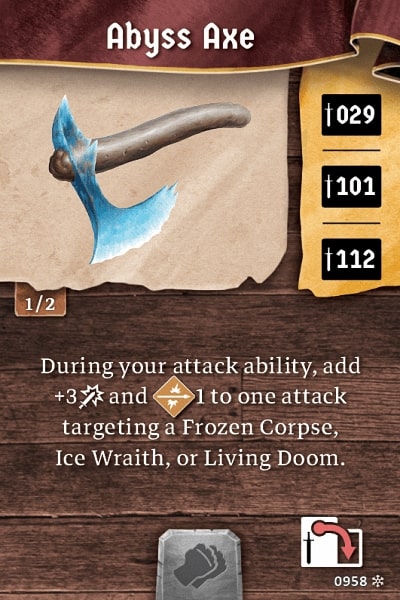 Abyss Axe
029
101
112
1/2
During your attack ability, add
+3 and 1 to one attack
targeting a Frozen Corpse,
Ice Wraith, or Living Doom.
0958